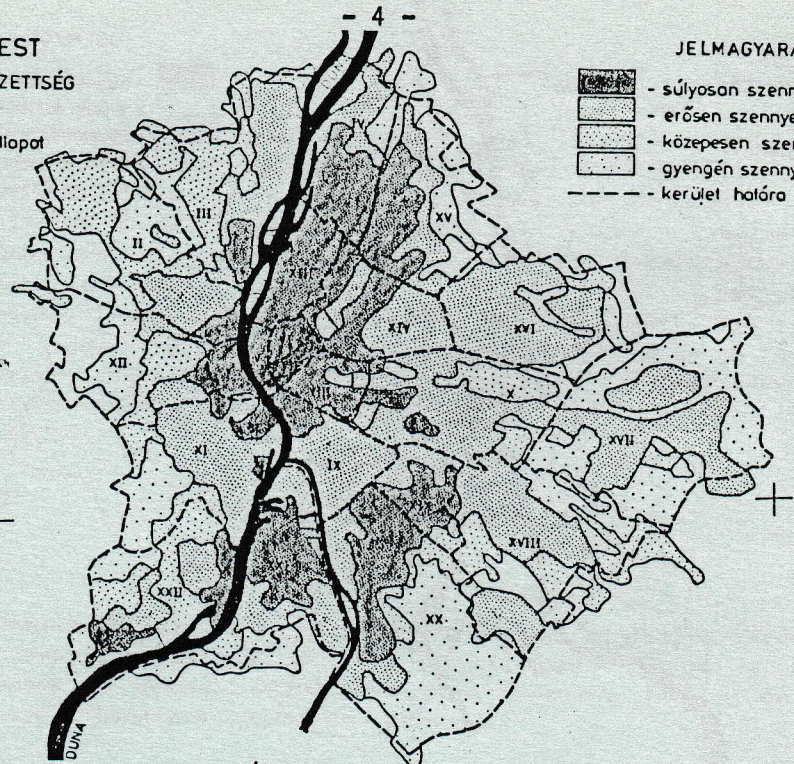 - 4 -
EST
ZETTSÉG
llapot
JELMAGYARA
- súlyosan szenn
- erősen szennye
- közepesen szen
- gyengén szenny
- kerület határa
IV
XV
III
II
XIII
XIV
XVI
XII
X
XVII
XI
IX
XVIII
XXII
XX
DUNA